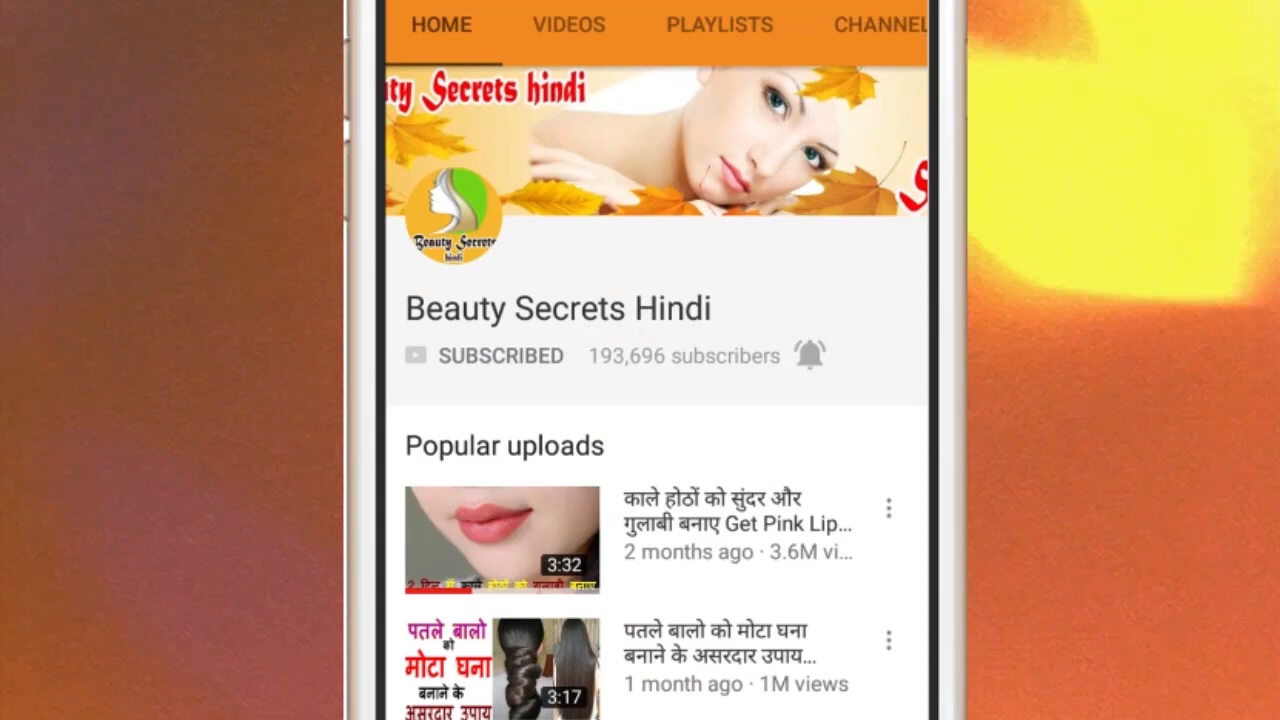 HOME VIDEOS PLAYLISTS CHANNEL
ty Secrets hindi
S
Beauty Secrets
hindi
Beauty Secrets Hindi
SUBSCRIBED 193,696 subscribers
Popular uploads
काले होठों को सुंदर और
गुलाबी बनाए Get Pink Lip...
2 months ago · 3.6M vi...
3:32
2 दिन में काले होठों को गुलाबी बनाए
पतले बालो
को
मोटा घना
बनाने के
असरदार उपाय
3:17
पतले बालो को मोटा घना
बनाने के असरदार उपाय...
1 month ago · 1M views